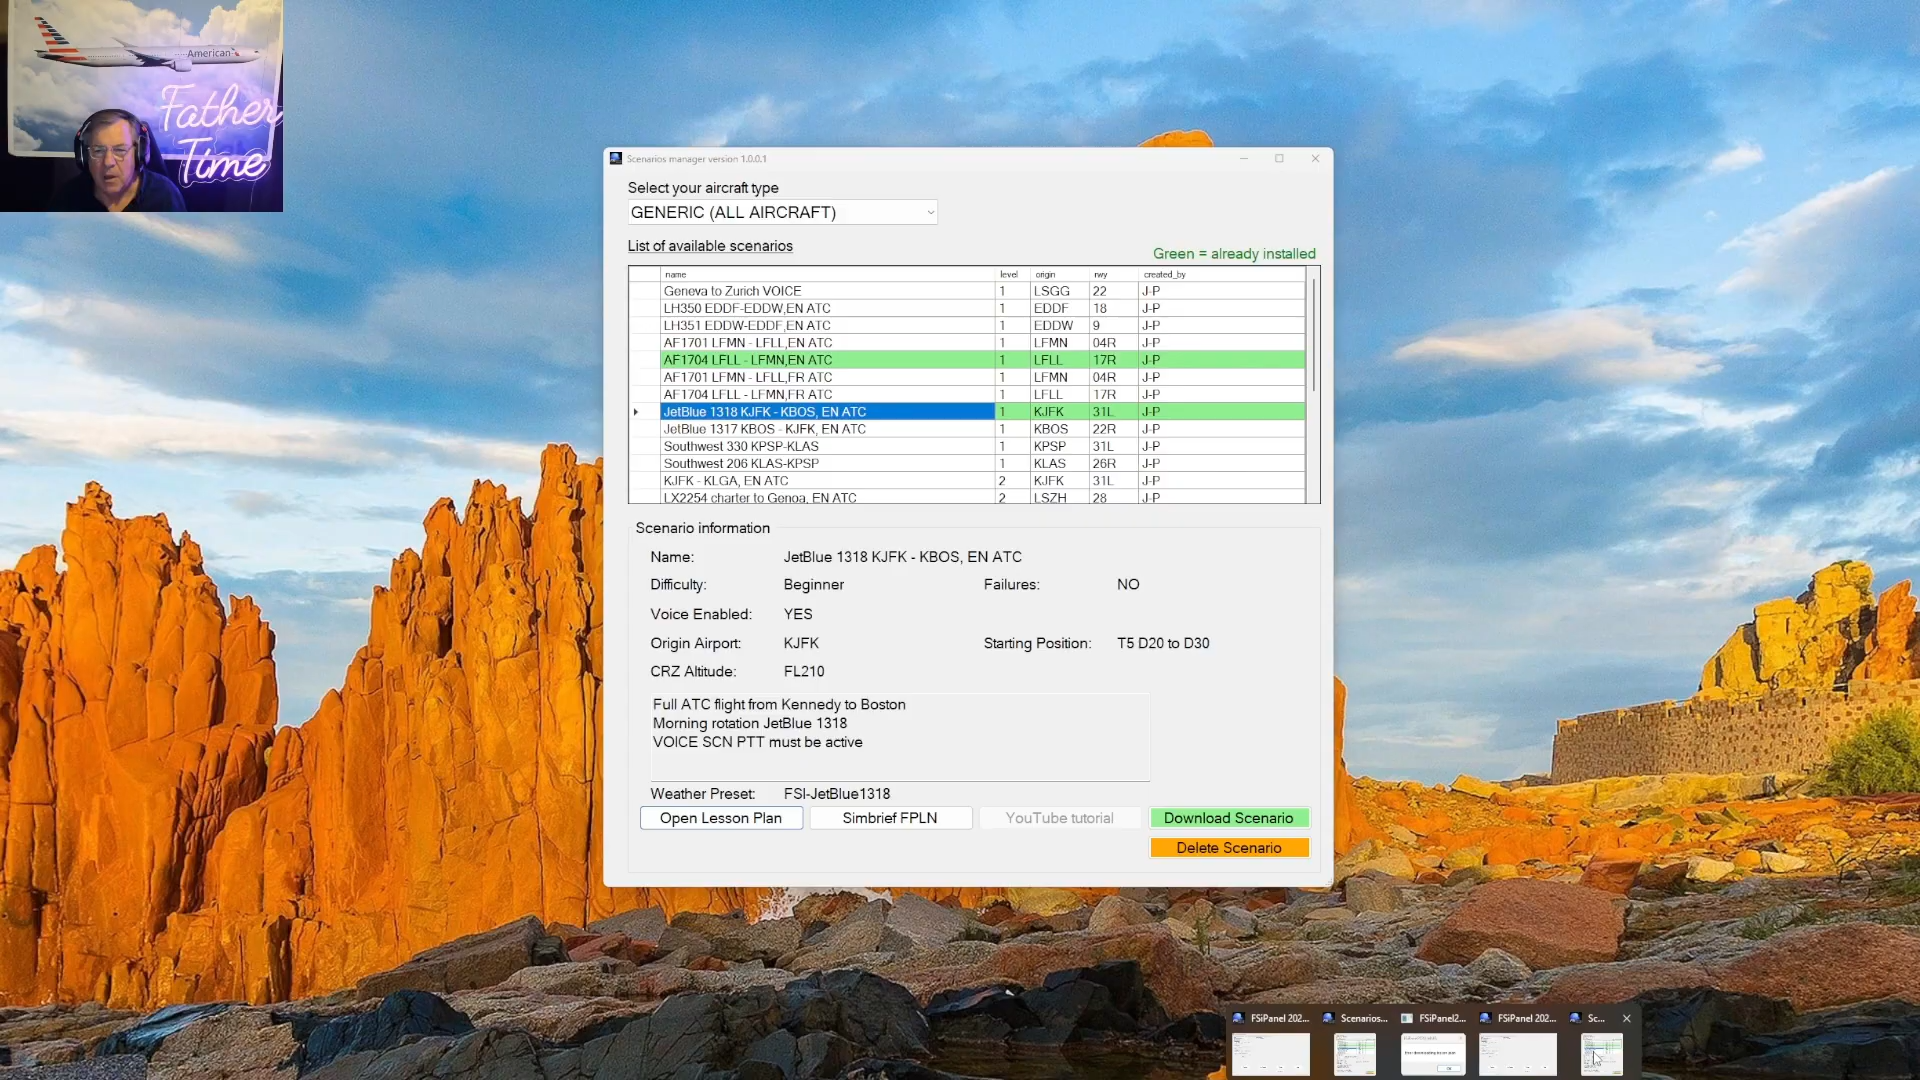 American
Father
Time
Scenarios manager version 1.0.0.1
Select your aircraft type
GENERIC (ALL AIRCRAFT)
List of available scenarios
Green = already installed
name level origin rwy created_by
Geneva to Zurich VOICE 1 LSGG 22 J-P
LH350 EDDF-EDDW,EN ATC 1 EDDF 18 J-P
LH351 EDDW-EDDF,EN ATC 1 EDDW 9 J-P
AF1701 LFMN - LFLL,EN ATC 1 LFMN 04R J-P
AF1704 LFLL - LFMN,EN ATC 1 LFLL 17R J-P
AF1701 LFMN - LFLL,FR ATC 1 LFMN 04R J-P
AF1704 LFLL - LFMN,FR ATC 1 LFLL 17R J-P
JetBlue 1318 KJFK - KBOS, EN ATC 1 KJFK 31L J-P
JetBlue 1317 KBOS - KJFK, EN ATC 1 KBOS 22R J-P
Southwest 330 KPSP-KLAS 1 KPSP 31L J-P
Southwest 206 KLAS-KPSP 1 KLAS 26R J-P
KJFK - KLGA, EN ATC 2 KJFK 31L J-P
LX2254 charter to Genoa, EN ATC 2 LSZH 28 J-P
Scenario information
Name: JetBlue 1318 KJFK - KBOS, EN ATC
Difficulty: Beginner Failures: NO
Voice Enabled: YES
Origin Airport: KJFK Starting Position: T5 D20 to D30
CRZ Altitude: FL210
Full ATC flight from Kennedy to Boston
Morning rotation JetBlue 1318
VOICE SCN PTT must be active
Weather Preset: FSI-JetBlue1318
Open Lesson Plan Simbrief FPLN YouTube tutorial Download Scenario
Delete Scenario
FSiPanel 202... Scenarios... FSiPanel2... FSiPanel 202... Sc...